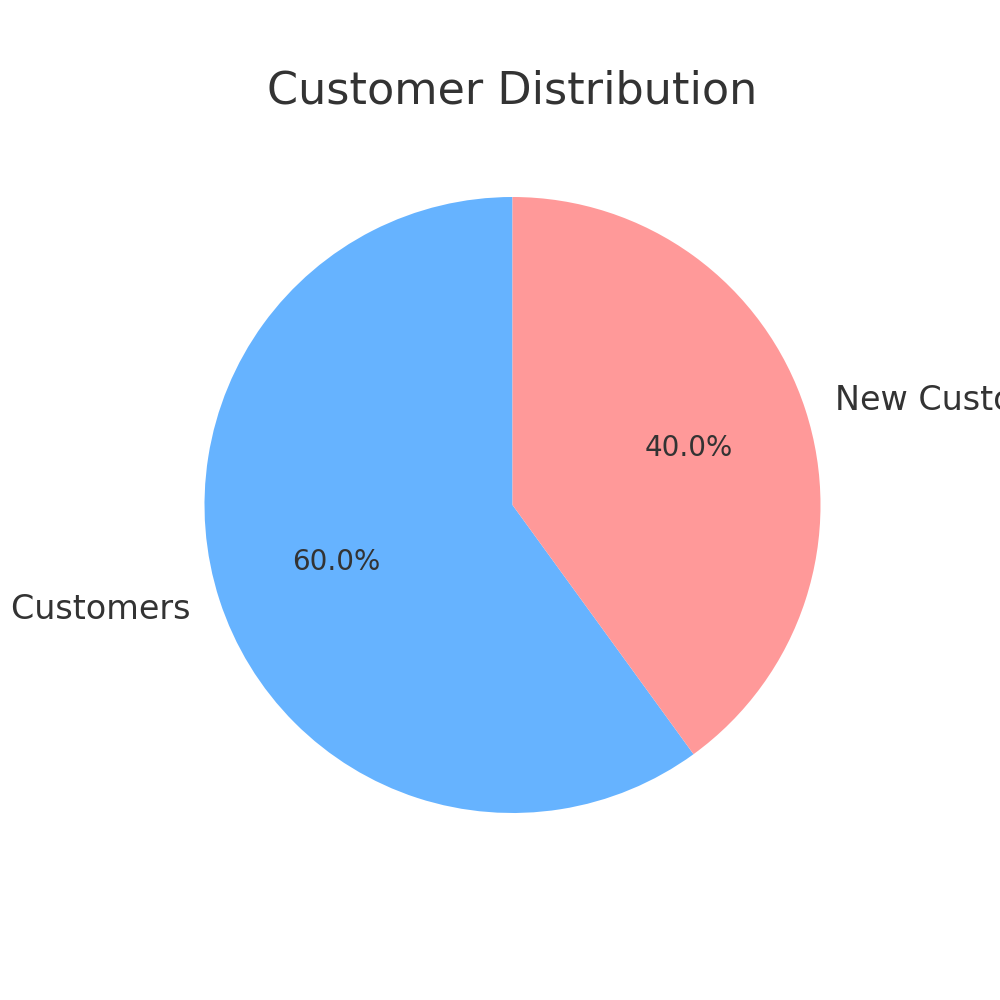 Customer Distribution
New Custo
40.0%
60.0%
Customers